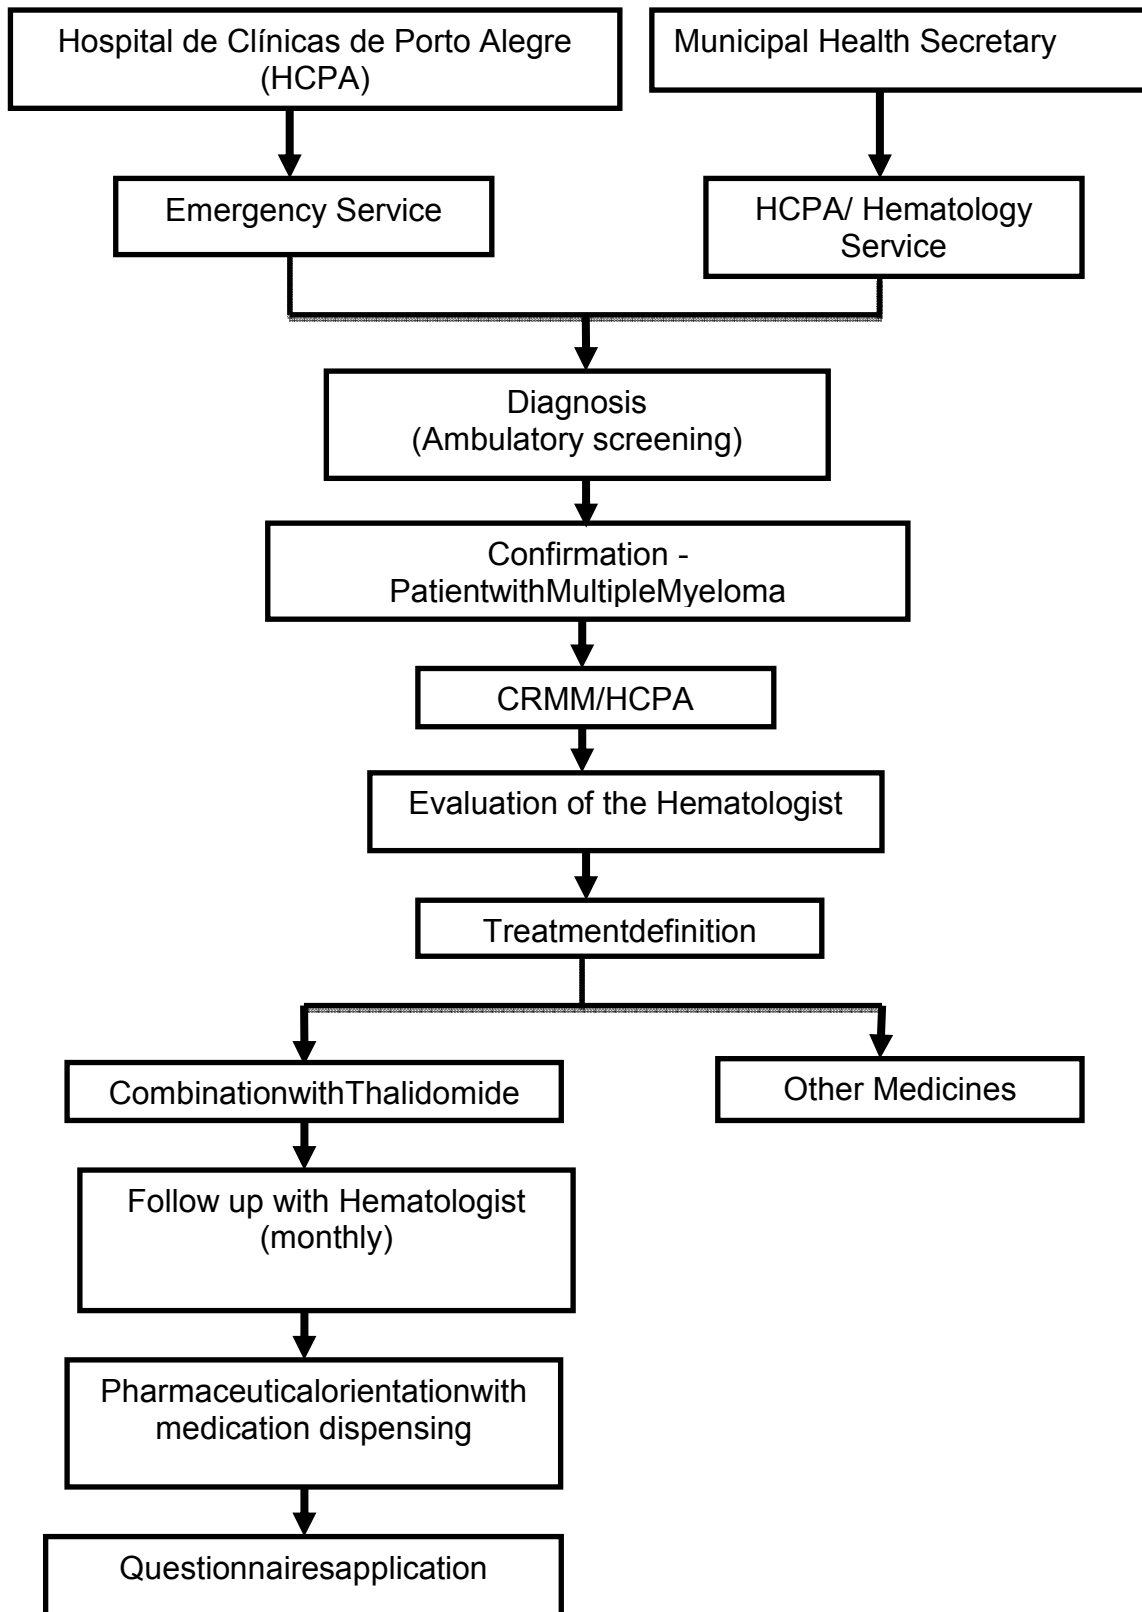 Hospital de Clínicas de Porto Alegre
(HCPA)
Municipal Health Secretary
Emergency Service
HCPA/ Hematology
Service
Diagnosis
(Ambulatory screening)
Confirmation -
PatientwithMultipleMyeloma
CRMM/HCPA
Evaluation of the Hematologist
Treatmentdefinition
CombinationwithThalidomide
Other Medicines
Follow up with Hematologist
(monthly)
Pharmaceuticalorientationwith
medication dispensing
Questionnairesapplication